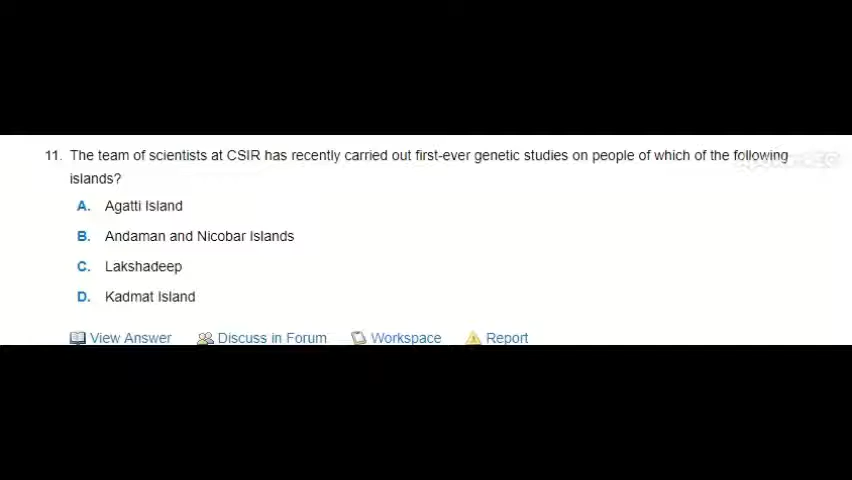 11. The team of scientists at CSIR has recently carried out first-ever genetic studies on people of which of the following
islands?
A. Agatti Island
B. Andaman and Nicobar Islands
C. Lakshadeep
D. Kadmat Island
View Answer Discuss in Forum Workspace Report